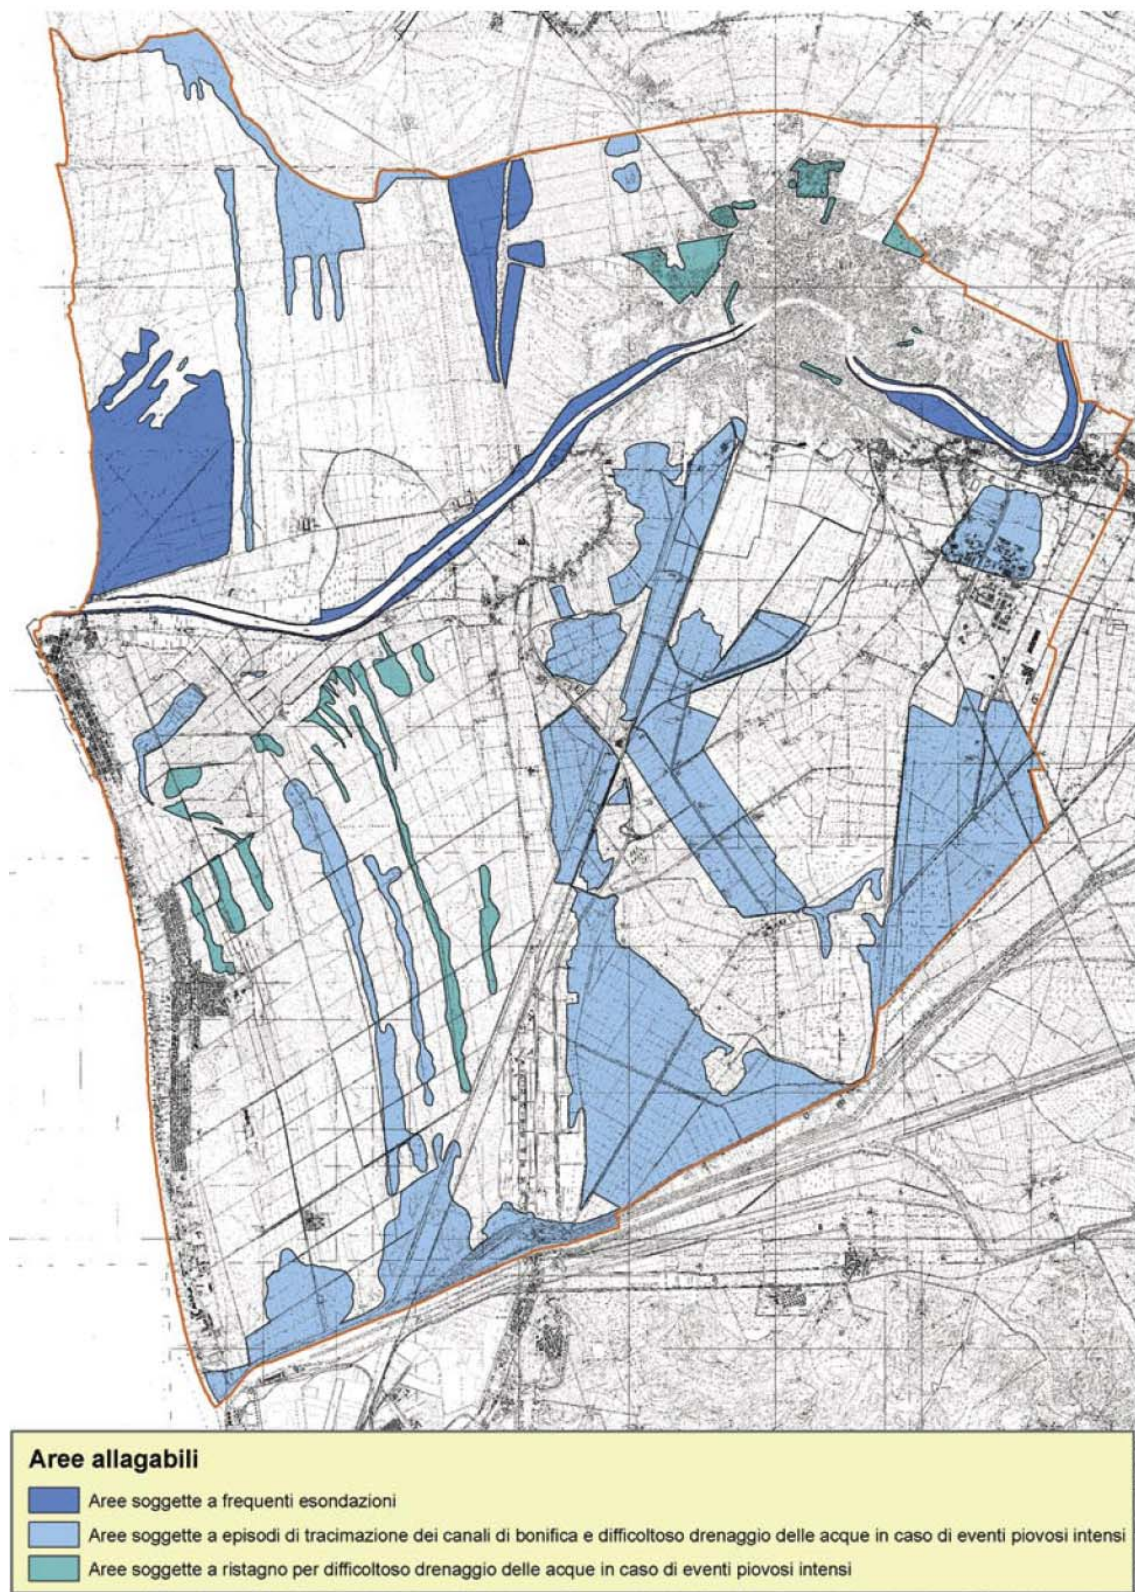 Aree allagabili
Aree soggette a frequenti esondazioni
Aree soggette a episodi di tracimazione dei canali di bonifica e difficoltoso drenaggio delle acque in caso di eventi piovosi intensi
Aree soggette a ristagno per difficoltoso drenaggio delle acque in caso di eventi piovosi intensi